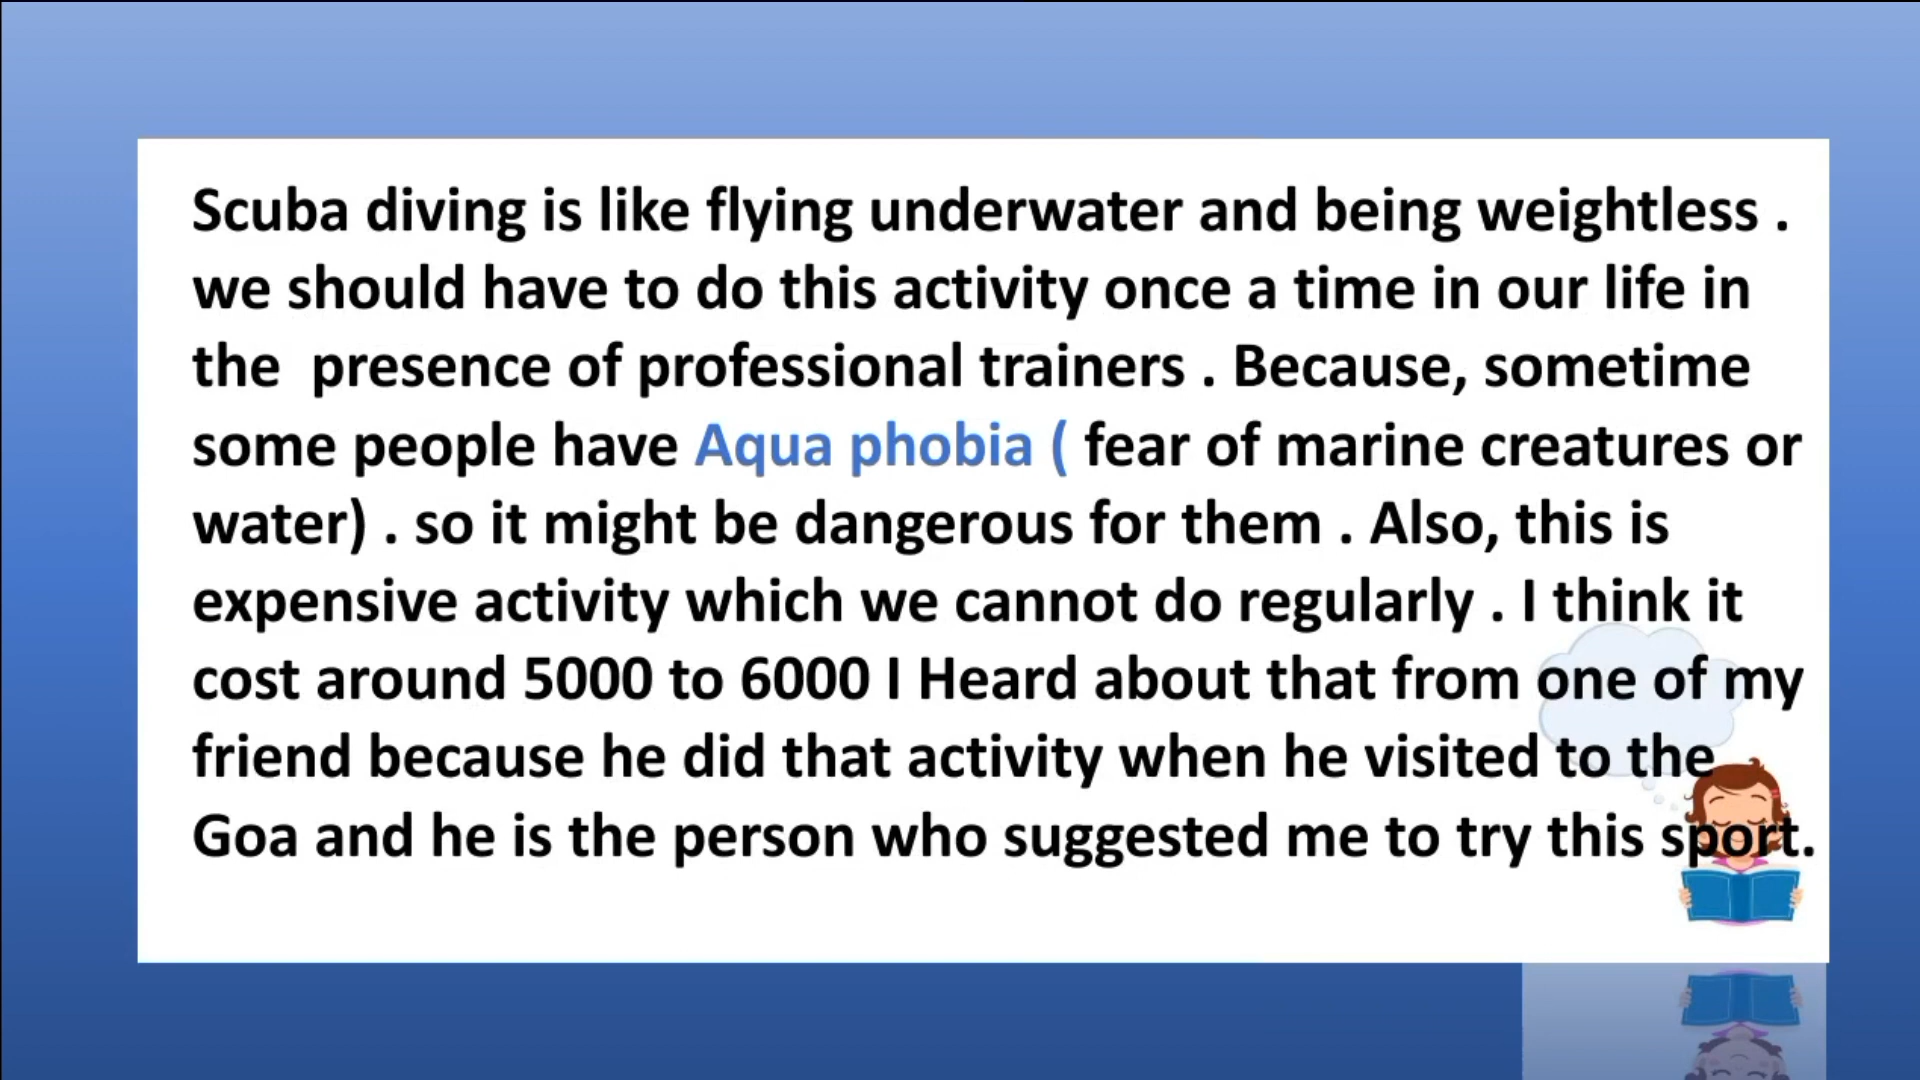 Scuba diving is like flying underwater and being weightless .
we should have to do this activity once a time in our life in
the  presence of professional trainers . Because, sometime
some people have Aqua phobia ( fear of marine creatures or
water) . so it might be dangerous for them . Also, this is
expensive activity which we cannot do regularly . I think it
cost around 5000 to 6000 I Heard about that from one of my
friend because he did that activity when he visited to the
Goa and he is the person who suggested me to try this sport.